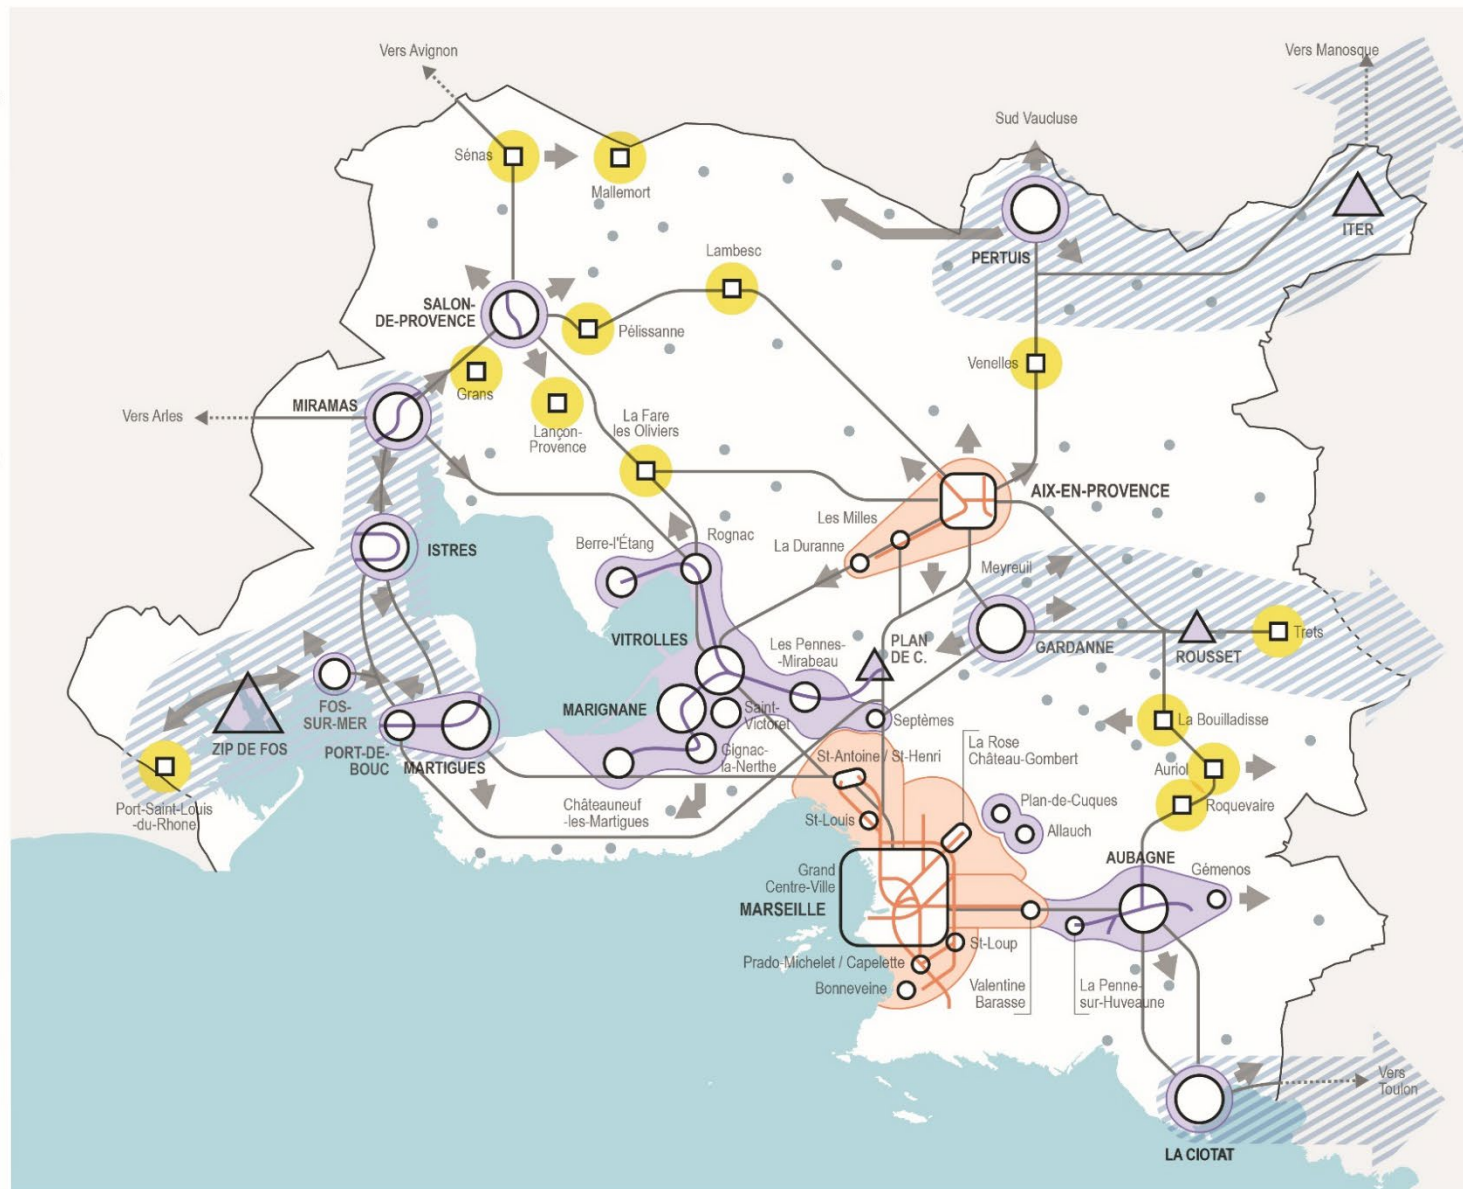 Vers Avignon
Vers Manosque
Sud Vaucluse
Sénas
Mallemort
PERTUIS
ITER
Lambesc
SALON-
DE-PROVENCE
Pélissanne
Venelles
Grans
MIRAMAS
Vers Arles
Lançon-
Provence
La Fare
les Oliviers
AIX-EN-PROVENCE
Les Milles
La Duranne
ISTRES
Berre-l'Étang
Rognac
Meyreuil
VITROLLES
Les Pennes-
-Mirabeau
PLAN
DE C.
GARDANNE
ROUSSET
Trets
FOS-
SUR-MER
MARIGNANE
Saint-
Victoret
Septèmes
La Bouilladisse
ZIP DE FOS
PORT-DE-
BOUC
MARTIGUES
Gignac-
la-Nerthe
St-Antoine / St-Henri
La Rose
Château-Gombert
Auriol
Port-Saint-Louis
-du-Rhone
Châteauneuf
-les-Martigues
St-Louis
Plan-de-Cuques
Allauch
Roquevaire
Grand
Centre-Ville
MARSEILLE
AUBAGNE
Gémenos
St-Loup
Prado-Michelet / Capelette
Bonneveine
Valentine
Barasse
La Penne-
sur-Huveaune
Vers
Toulon
LA CIOTAT